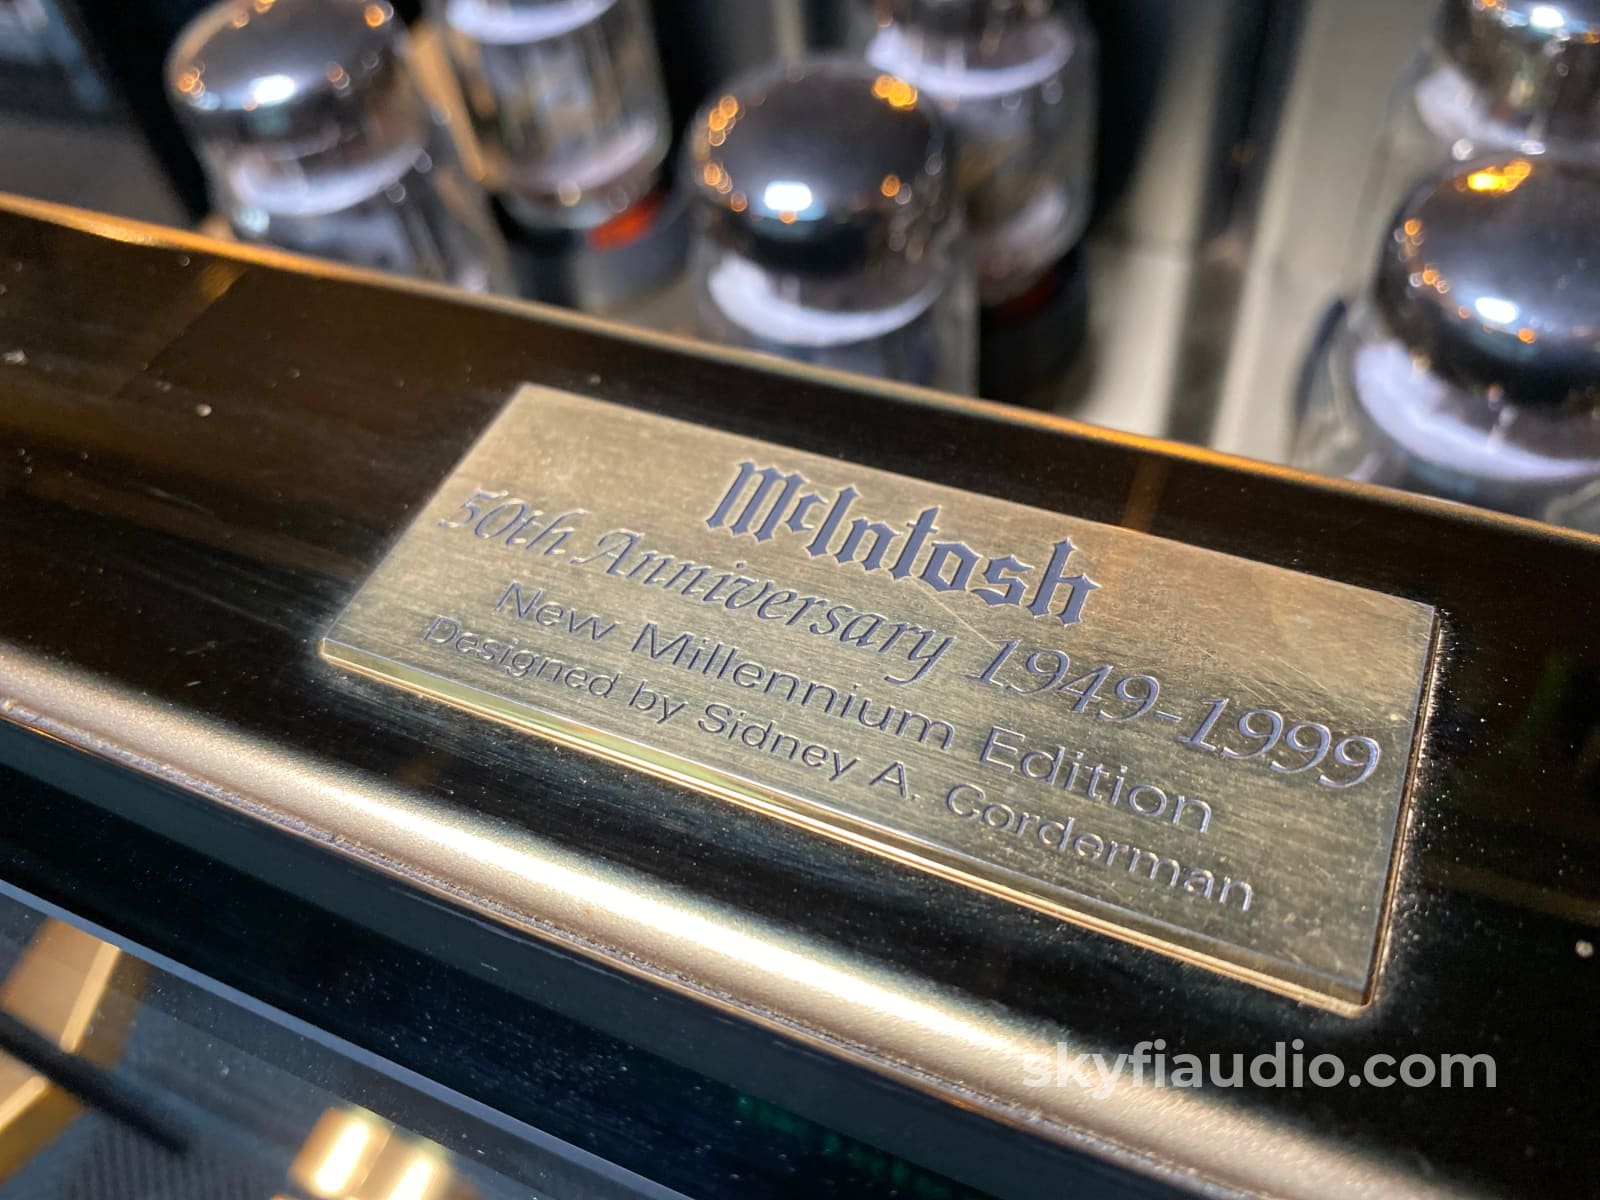 McIntosh
50th Anniversary 1949-1999
New Millennium Edition
Designed by Sidney A. Corderman
skyfiaudio.com